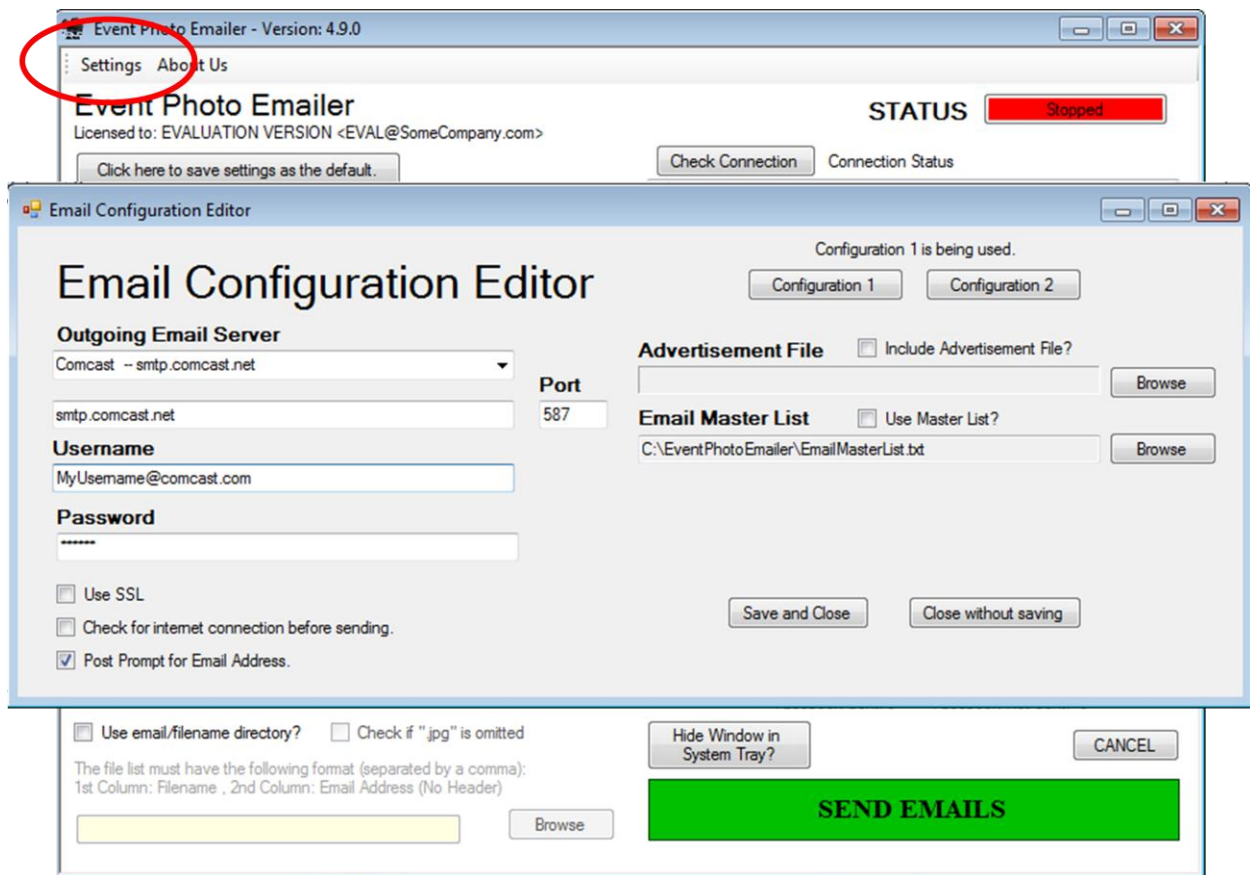 Event Photo Emailer - Version: 4.9.0
Settings About Us
Event Photo Emailer
STATUS Stopped
Licensed to: EVALUATION VERSION <EVAL@SomeCompany.com>
Click here to save settings as the default.
Check Connection Connection Status
Email Configuration Editor
Configuration 1 is being used.
Email Configuration Editor
Configuration 1 Configuration 2
Outgoing Email Server
Comcast -- smtp.comcast.net
Port
smtp.comcast.net
587
Username
MyUsername@comcast.com
Password
******
Use SSL
Check for internet connection before sending.
Post Prompt for Email Address.
Advertisement File Include Advertisement File?
Browse
Email Master List Use Master List?
C:\EventPhotoEmailer\EmailMasterList.txt
Browse
Save and Close Close without saving
Use email/filename directory? Check if ".jpg" is omitted
The file list must have the following format (separated by a comma):
1st Column: Filename , 2nd Column: Email Address (No Header)
Browse
Hide Window in
System Tray?
CANCEL
SEND EMAILS